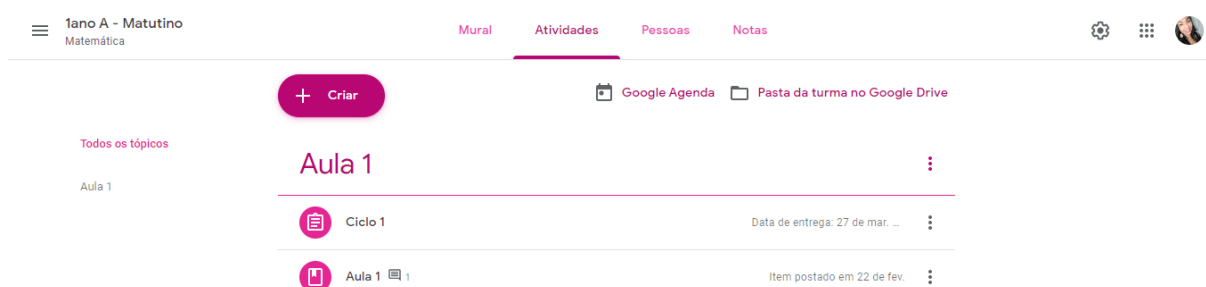 1ano A - Matutino
Matemática
Mural Atividades Pessoas Notas
Criar
Google Agenda Pasta da turma no Google Drive
Todos os tópicos
Aula 1
Aula 1
Ciclo 1 Data de entrega: 27 de mar. ...
Aula 1 1 Item postado em 22 de fev.